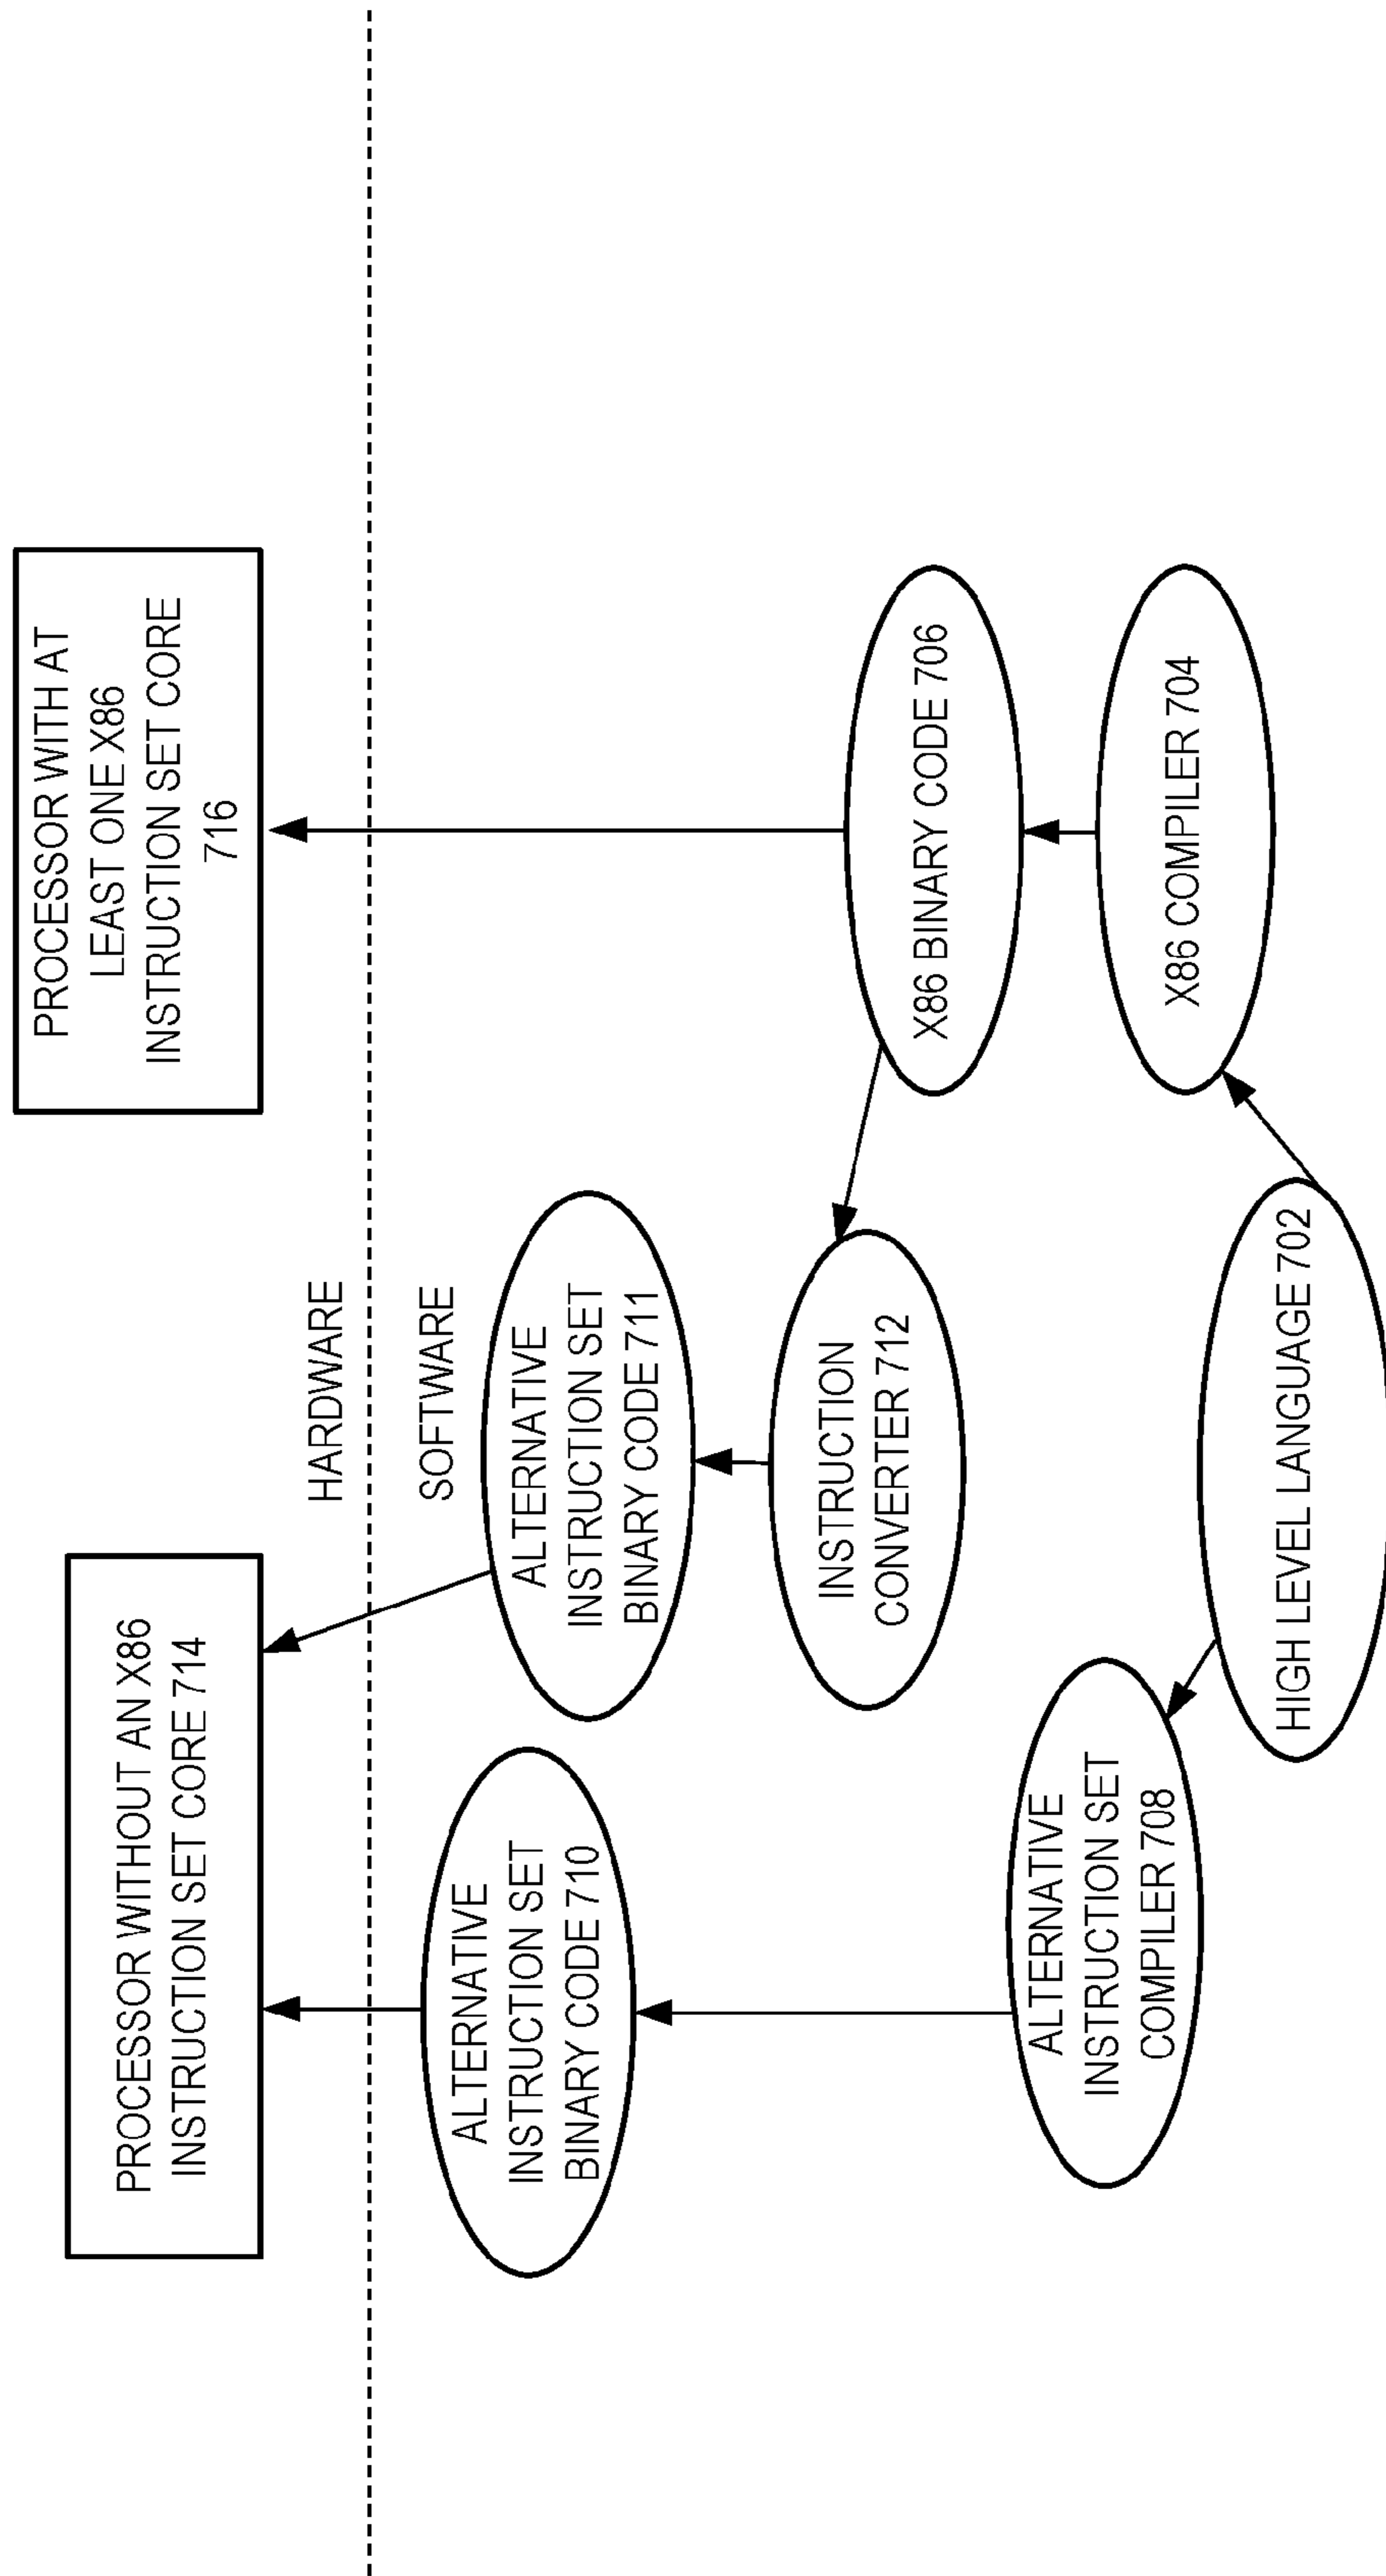 PROCESSOR WITHOUT AN X86
INSTRUCTION SET CORE 714
PROCESSOR WITH AT
LEAST ONE X86
INSTRUCTION SET CORE
716
HARDWARE
SOFTWARE
ALTERNATIVE
INSTRUCTION SET
BINARY CODE 710
ALTERNATIVE
INSTRUCTION SET
BINARY CODE 711
INSTRUCTION
CONVERTER 712
X86 BINARY CODE 706
ALTERNATIVE
INSTRUCTION SET
COMPILER 708
X86 COMPILER 704
HIGH LEVEL LANGUAGE 702